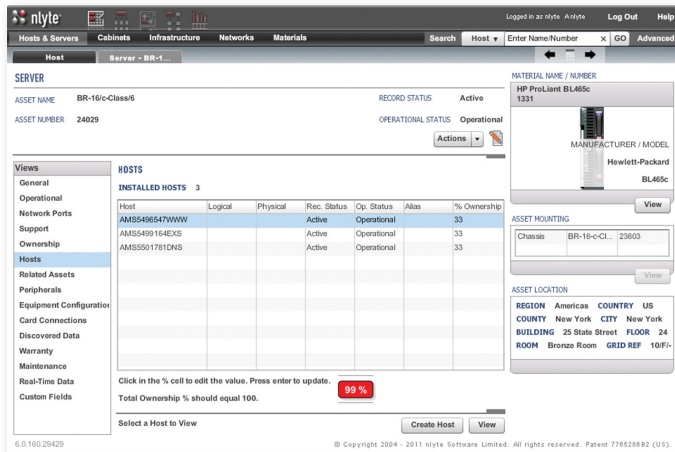 nlyte
Logged in as nlyte Anlyte Log Out Help
Hosts & Servers Cabinets Infrastructure Networks Materials Search Host Enter Name/Number x GO Advanced
Host Server - BR-1...
SERVER
ASSET NAME BR-16/c-Class/6 RECORD STATUS Active
ASSET NUMBER 24029 OPERATIONAL STATUS Operational
Actions
MATERIAL NAME / NUMBER
HP ProLiant BL465c
1331
MANUFACTURER / MODEL
Hewlett-Packard
BL465c
View
Views
General
Operational
Network Ports
Support
Ownership
Hosts
Related Assets
Peripherals
Equipment Configuration
Card Connections
Discovered Data
Warranty
Maintenance
Real-Time Data
Custom Fields
HOSTS
INSTALLED HOSTS 3
Host Logical Physical Rec. Status Op. Status Alias % Ownership
AMS5496547WWW Active Operational 33
AMS5499164EXS Active Operational 33
AMS5501781DNS Active Operational 33
Click in the % cell to edit the value. Press enter to update.
Total Ownership % should equal 100.
99 %
Select a Host to View Create Host View
ASSET MOUNTING
Chassis BR-16-c-Cl... 23603
View
ASSET LOCATION
REGION Americas COUNTRY US
COUNTY New York CITY New York
BUILDING 25 State Street FLOOR 24
ROOM Bronze Room GRID REF 10/F/-
6.0.160.29429 © Copyright 2004 - 2011 nlyte Software Limited. All rights reserved. Patent 7765286B2 (US).